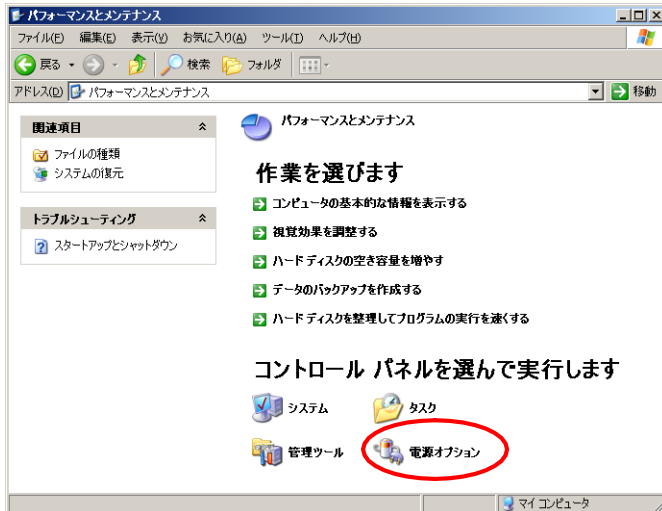 パフォーマンスとメンテナンス
ファイル(F) 編集(E) 表示(V) お気に入り(A) ツール(T) ヘルプ(H)
戻る 検索 フォルダ
アドレス(D) パフォーマンスとメンテナンス 移動
関連項目
ファイルの種類
システムの復元
トラブルシューティング
スタートアップとシャットダウン
パフォーマンスとメンテナンス
作業を選びます
コンピュータの基本的な情報を表示する
視覚効果を調整する
ハード ディスクの空き容量を増やす
データのバックアップを作成する
ハード ディスクを整理してプログラムの実行を速くする
コントロール パネルを選んで実行します
システム タスク
管理ツール 電源オプション
マイ コンピュータ